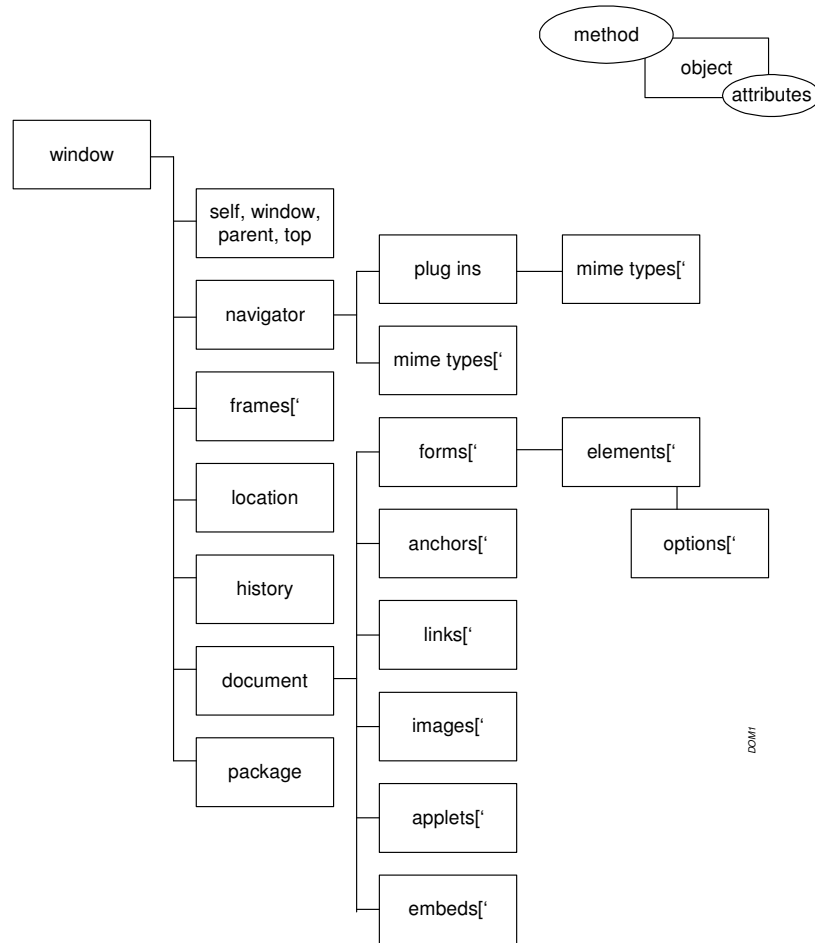 method
object
attributes
window
self, window,
parent, top
plug ins
mime types[‘
navigator
mime types[‘
frames[‘
forms[‘
elements[‘
location
anchors[‘
options[‘
history
links[‘
document
images[‘
DOM1
package
applets[‘
embeds[‘